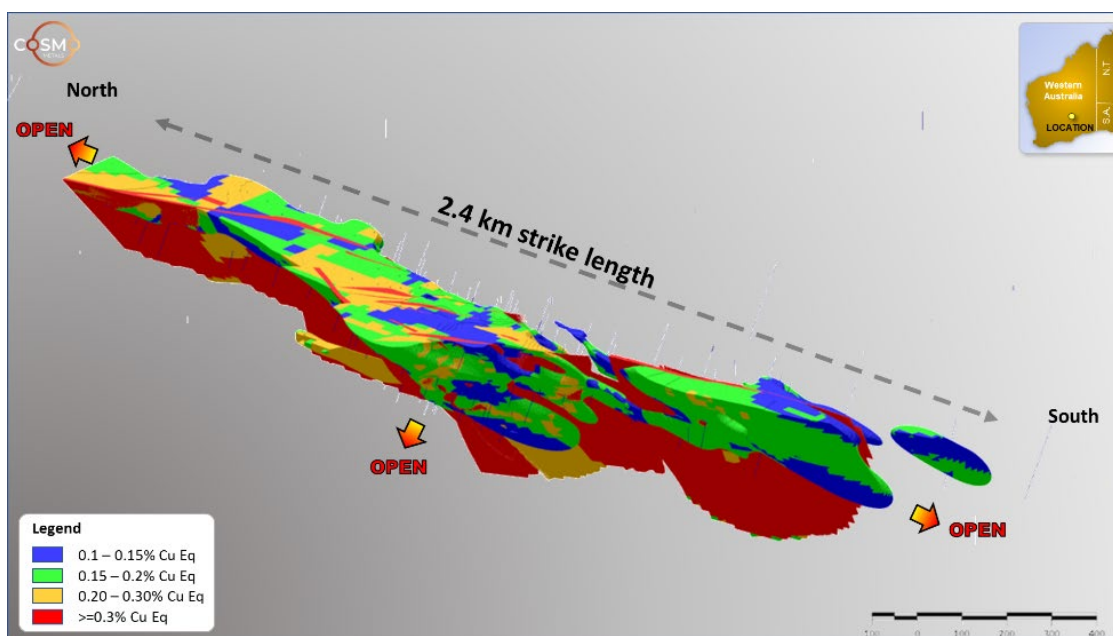 COSM
METALS
North
OPEN
2.4 km strike length
Western
Australia
LOCATION
N.T
S.A.
South
OPEN
OPEN
Legend
0.1 – 0.15% Cu Eq
0.15 – 0.2% Cu Eq
0.20 – 0.30% Cu Eq
>=0.3% Cu Eq
100 0 100 200 300 400